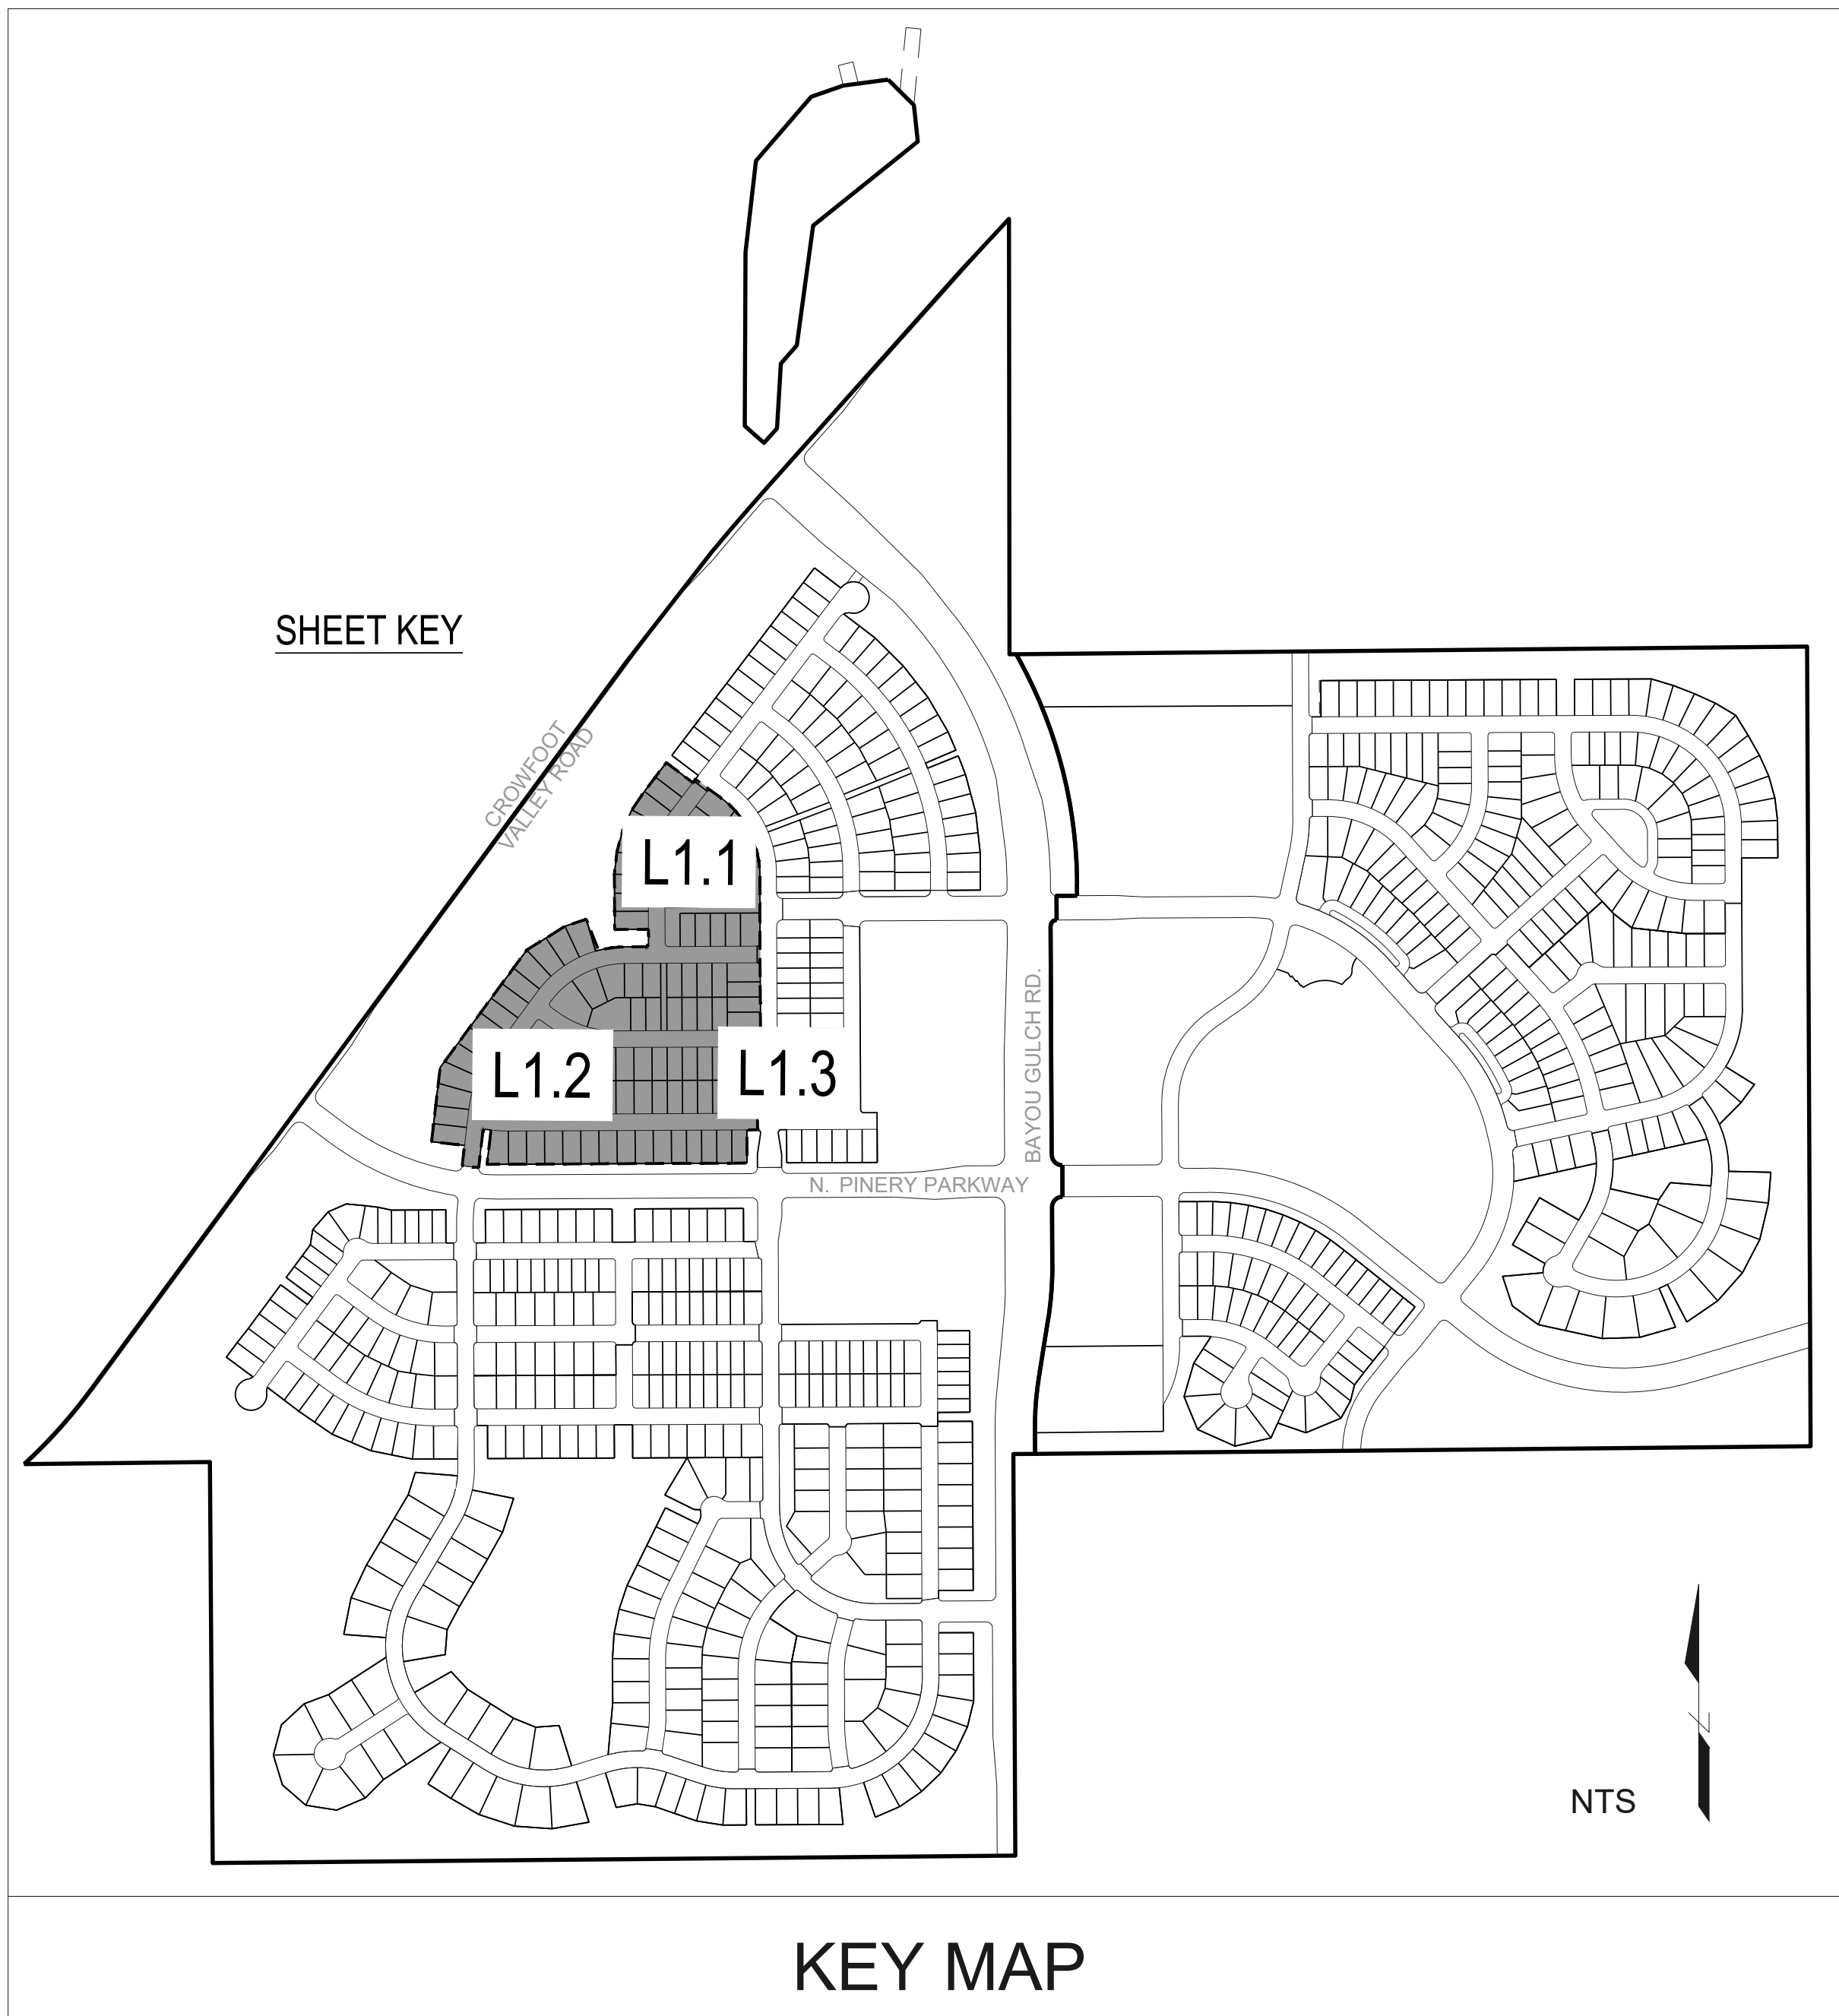 SHEET KEY
CROWFOOT
VALLEY ROAD
L1.1
L1.2
L1.3
BAYOU GULCH RD.
N. PINERY PARKWAY
NTS
KEY MAP